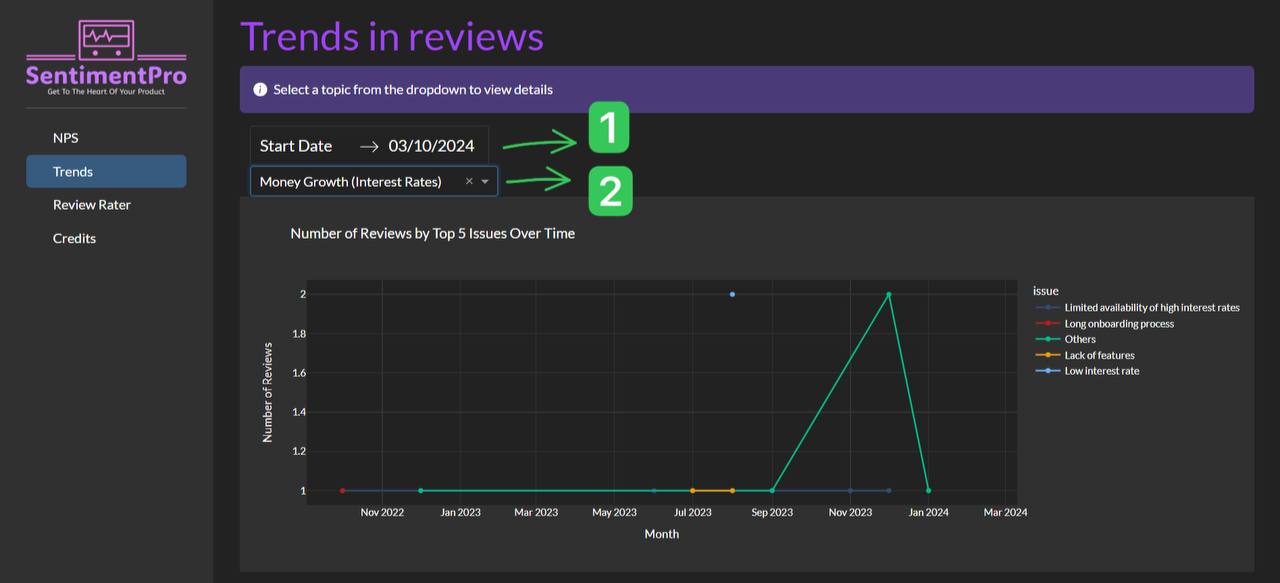 SentimentPro
Get To The Heart Of Your Product
NPS
Trends
Review Rater
Credits
Trends in reviews
i Select a topic from the dropdown to view details
Start Date → 03/10/2024
1
Money Growth (Interest Rates) ×
2
Number of Reviews by Top 5 Issues Over Time
Number of Reviews
2
1.8
1.6
1.4
1.2
1
Nov 2022 Jan 2023 Mar 2023 May 2023 Jul 2023 Sep 2023 Nov 2023 Jan 2024 Mar 2024
Month
issue
Limited availability of high interest rates
Long onboarding process
Others
Lack of features
Low interest rate